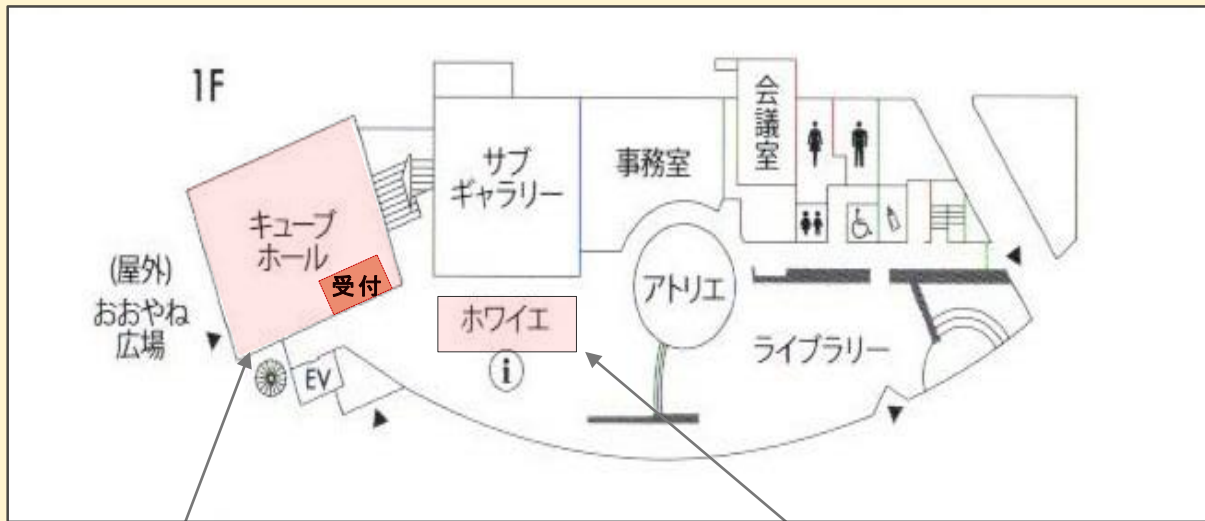 1F
キューブ
ホール
受付
(屋外)
おおやね
広場
EV
サブ
ギャラリー
ホワイエ
i
事務室
アトリエ
会議室
ライブラリー